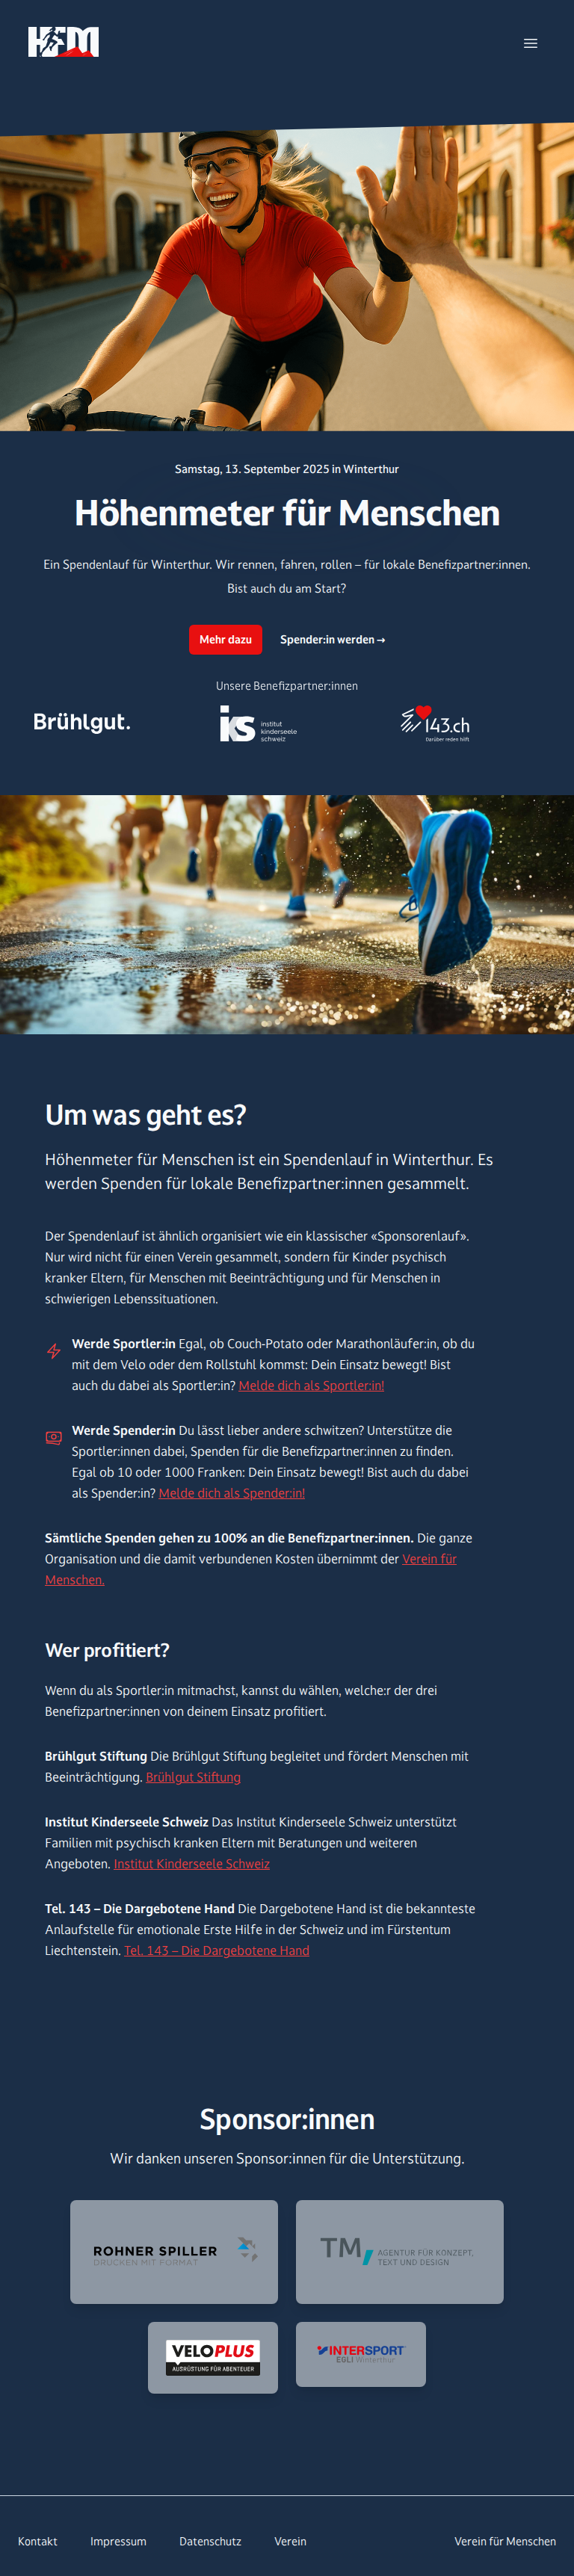 HFM
Samstag, 13. September 2025 in Winterthur
Höhenmeter für Menschen
Ein Spendenlauf für Winterthur. Wir rennen, fahren, rollen – für lokale Benefizpartner:innen.
Bist auch du am Start?
Mehr dazu
Spender:in werden →
Unsere Benefizpartner:innen
Brühlgut.
iks institut
kinderseele
schweiz
143.ch
Darüber reden hilft
Um was geht es?
Höhenmeter für Menschen ist ein Spendenlauf in Winterthur. Es
werden Spenden für lokale Benefizpartner:innen gesammelt.
Der Spendenlauf ist ähnlich organisiert wie ein klassischer «Sponsorenlauf».
Nur wird nicht für einen Verein gesammelt, sondern für Kinder psychisch
kranker Eltern, für Menschen mit Beeinträchtigung und für Menschen in
schwierigen Lebenssituationen.
Werde Sportler:in Egal, ob Couch-Potato oder Marathonläufer:in, ob du
mit dem Velo oder dem Rollstuhl kommst: Dein Einsatz bewegt! Bist
auch du dabei als Sportler:in? Melde dich als Sportler:in!
Werde Spender:in Du lässt lieber andere schwitzen? Unterstütze die
Sportler:innen dabei, Spenden für die Benefizpartner:innen zu finden.
Egal ob 10 oder 1000 Franken: Dein Einsatz bewegt! Bist auch du dabei
als Spender:in? Melde dich als Spender:in!
Sämtliche Spenden gehen zu 100% an die Benefizpartner:innen. Die ganze
Organisation und die damit verbundenen Kosten übernimmt der Verein für
Menschen.
Wer profitiert?
Wenn du als Sportler:in mitmachst, kannst du wählen, welche:r der drei
Benefizpartner:innen von deinem Einsatz profitiert.
Brühlgut Stiftung Die Brühlgut Stiftung begleitet und fördert Menschen mit
Beeinträchtigung. Brühlgut Stiftung
Institut Kinderseele Schweiz Das Institut Kinderseele Schweiz unterstützt
Familien mit psychisch kranken Eltern mit Beratungen und weiteren
Angeboten. Institut Kinderseele Schweiz
Tel. 143 – Die Dargebotene Hand Die Dargebotene Hand ist die bekannteste
Anlaufstelle für emotionale Erste Hilfe in der Schweiz und im Fürstentum
Liechtenstein. Tel. 143 – Die Dargebotene Hand
Sponsor:innen
Wir danken unseren Sponsor:innen für die Unterstützung.
ROHNER SPILLER
DRUCKEN MIT FORMAT
TM, AGENTUR FÜR KONZEPT,
TEXT UND DESIGN
VELOPLUS
AUSRÜSTUNG FÜR ABENTEUER
INTERSPORT
EGLI Winterthur
Kontakt
Impressum
Datenschutz
Verein
Verein für Menschen